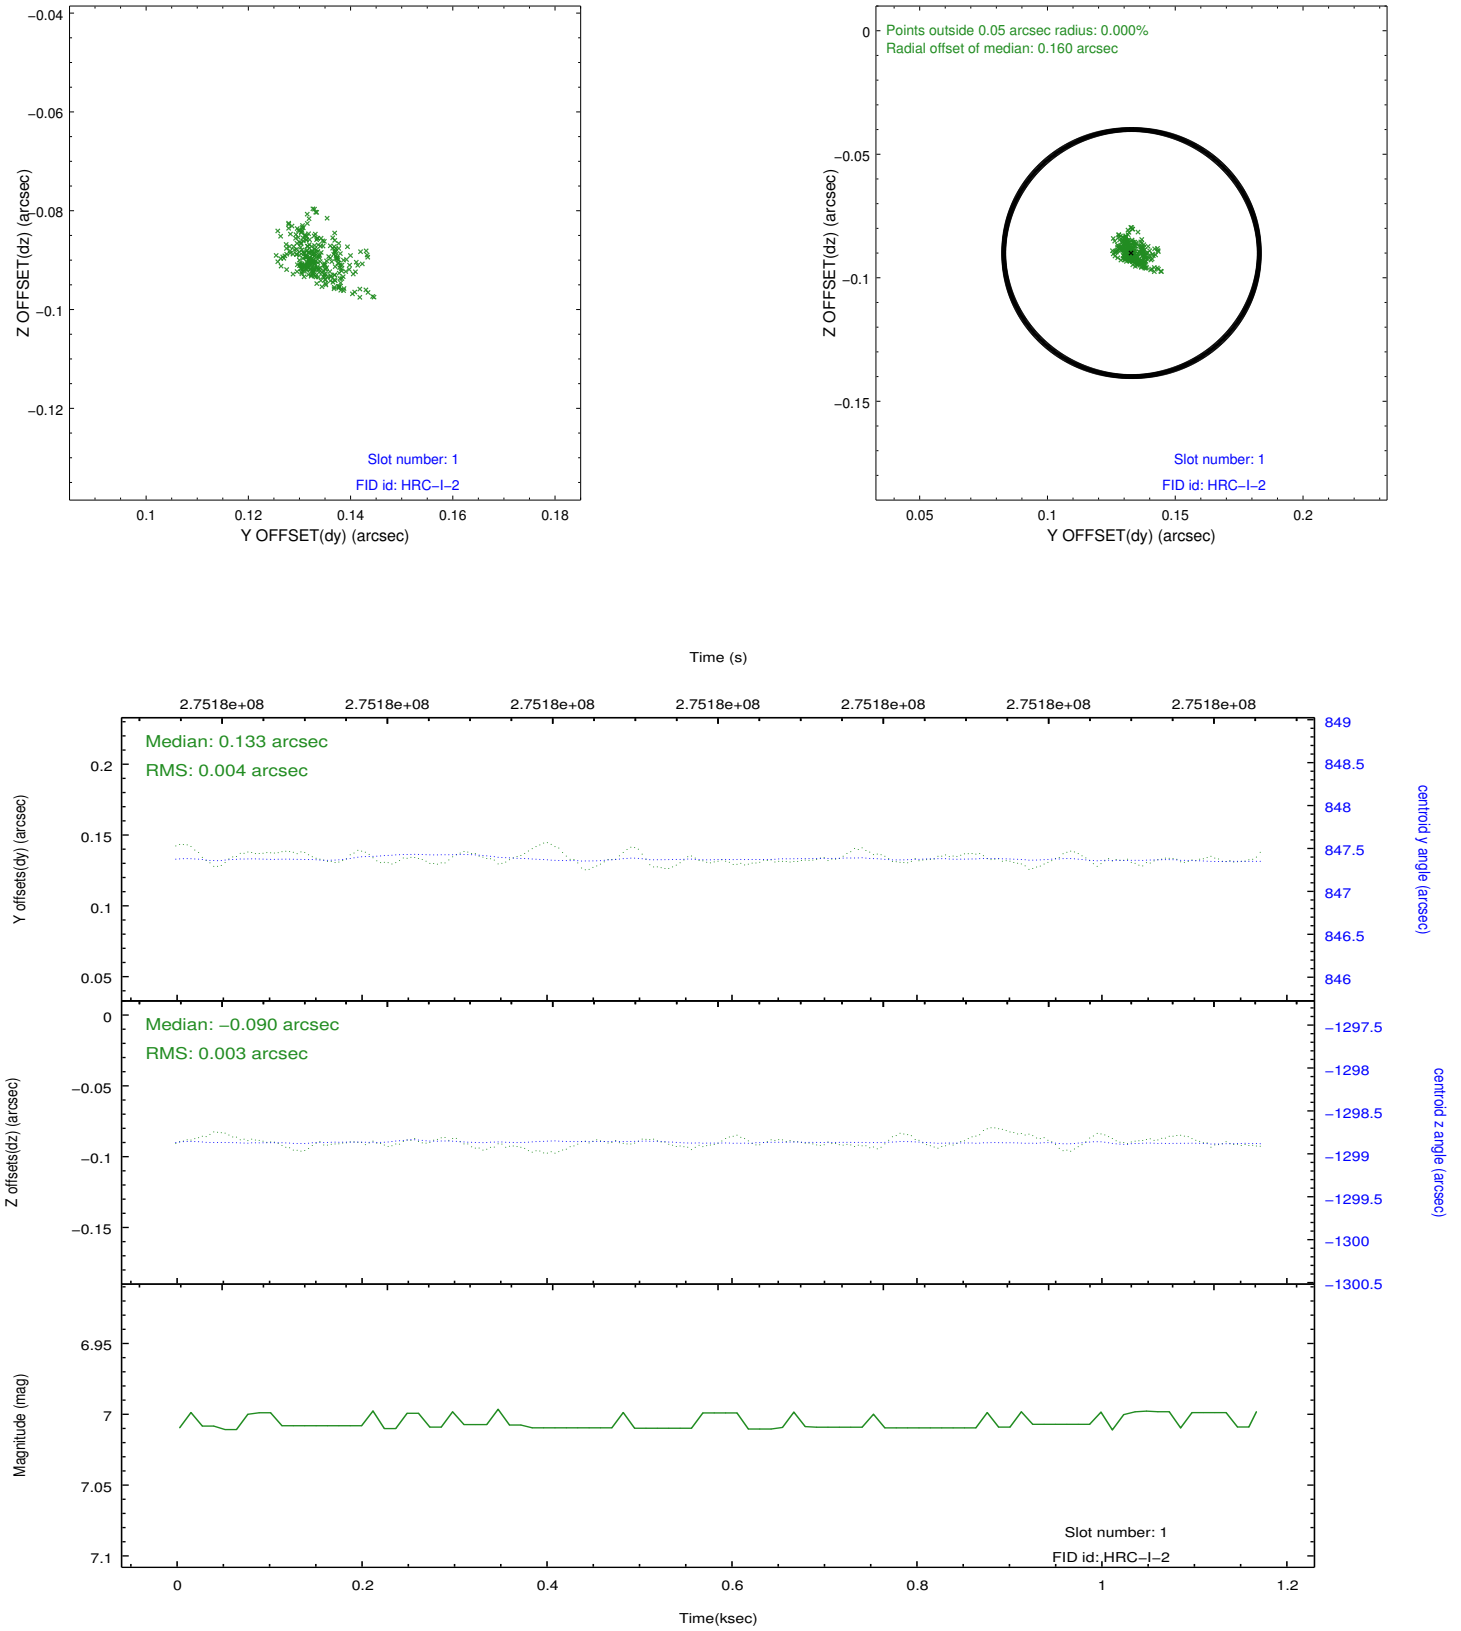 −0.04
−0.06
−0.08
−0.1
−0.12
Z OFFSET(dz) (arcsec)
Slot number: 1
FID id: HRC−I−2
0.1 0.12 0.14 0.16 0.18
Y OFFSET(dy) (arcsec)
Points outside 0.05 arcsec radius: 0.000%
Radial offset of median: 0.160 arcsec
0
−0.05
−0.1
−0.15
Z OFFSET(dz) (arcsec)
Slot number: 1
FID id: HRC−I−2
0.05 0.1 0.15 0.2
Y OFFSET(dy) (arcsec)
Time (s)
2.7518e+08 2.7518e+08 2.7518e+08 2.7518e+08 2.7518e+08 2.7518e+08 2.7518e+08
Median: 0.133 arcsec
RMS: 0.004 arcsec
0.2
0.15
0.1
0.05
Y offsets(dy) (arcsec)
849
848.5
848
847.5
847
846.5
846
centroid y angle (arcsec)
Median: −0.090 arcsec
RMS: 0.003 arcsec
0
−0.05
−0.1
−0.15
Z offsets(dz) (arcsec)
−1297.5
−1298
−1298.5
−1299
−1299.5
−1300
−1300.5
centroid z angle (arcsec)
6.95
7
7.05
7.1
Magnitude (mag)
Slot number: 1
FID id: HRC−I−2
0 0.2 0.4 0.6 0.8 1 1.2
Time(ksec)